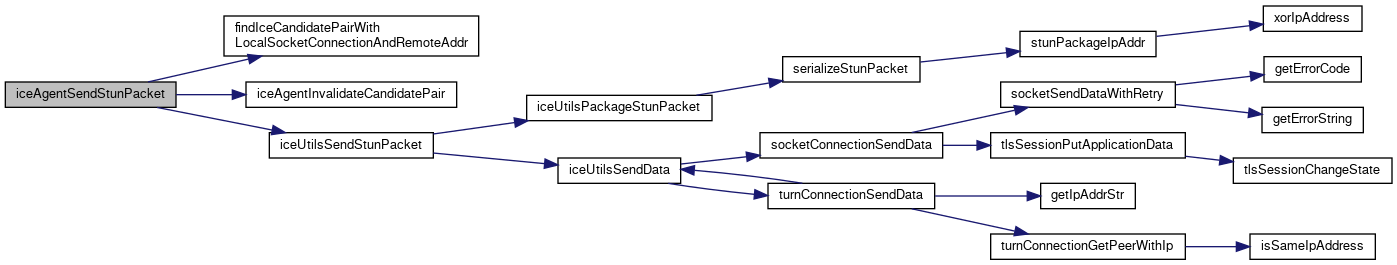 iceAgentSendStunPacket
findIceCandidatePairWith
LocalSocketConnectionAndRemoteAddr
iceAgentInvalidateCandidatePair
iceUtilsSendStunPacket
iceUtilsPackageStunPacket
iceUtilsSendData
serializeStunPacket
socketConnectionSendData
turnConnectionSendData
stunPackageIpAddr
socketSendDataWithRetry
tlsSessionPutApplicationData
getIpAddrStr
turnConnectionGetPeerWithIp
xorIpAddress
getErrorCode
getErrorString
tlsSessionChangeState
isSameIpAddress